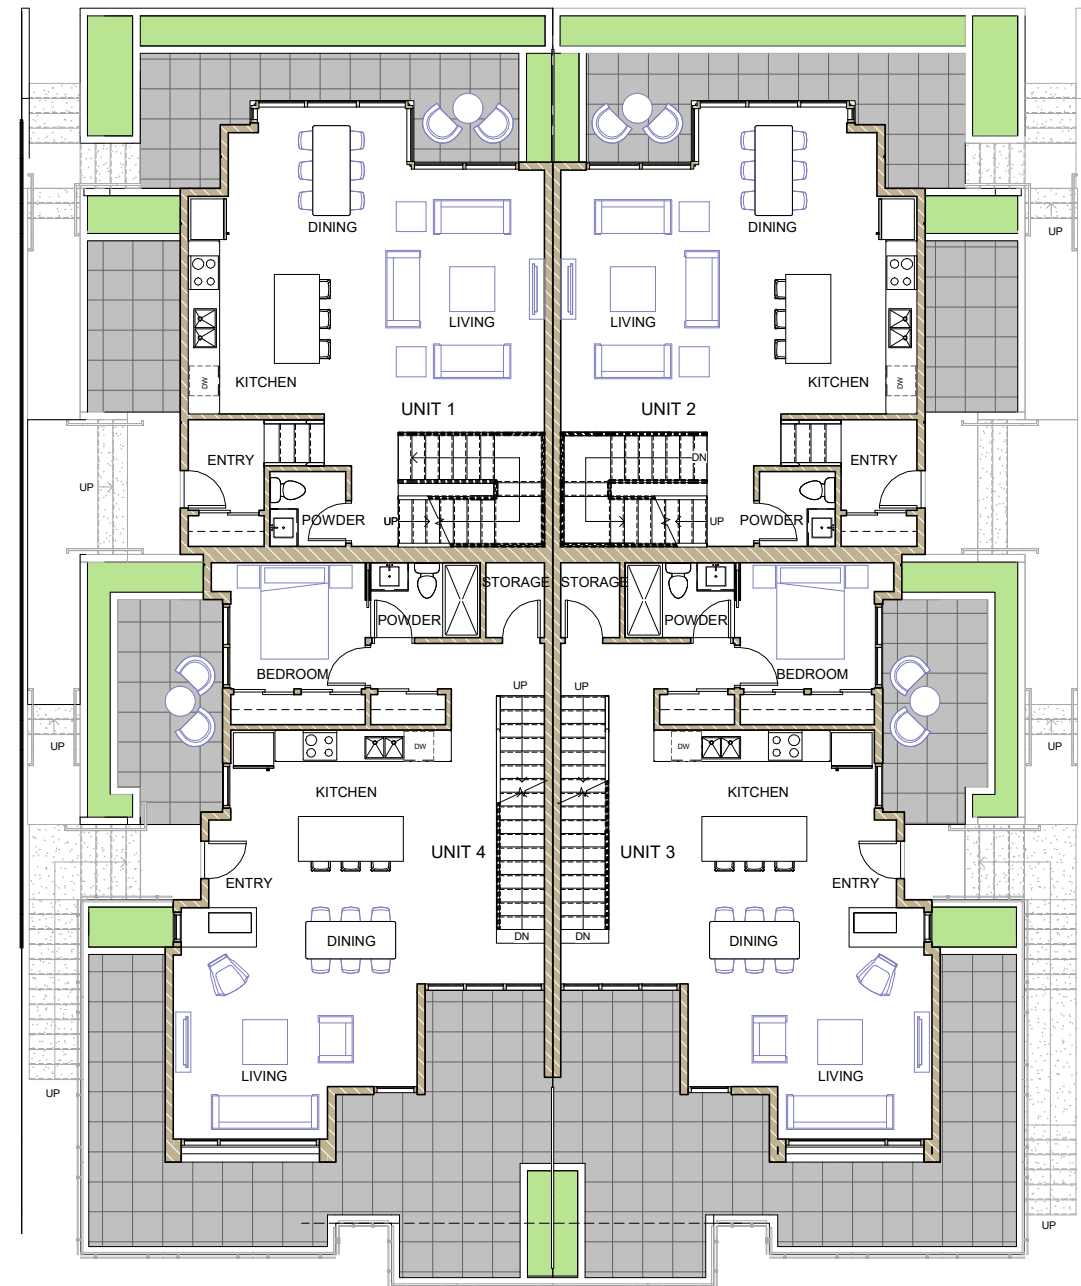 DINING
DINING
UP
LIVING
LIVING
KITCHEN
DW
KITCHEN
DW
UNIT 1
UNIT 2
ENTRY
DN
ENTRY
UP
POWDER
UP
UP
POWDER
STORAGE
STORAGE
POWDER
POWDER
BEDROOM
BEDROOM
UP
UP
UP
DW
DW
UP
KITCHEN
KITCHEN
UNIT 4
UNIT 3
ENTRY
ENTRY
DN
DN
DINING
DINING
LIVING
LIVING
UP
UP